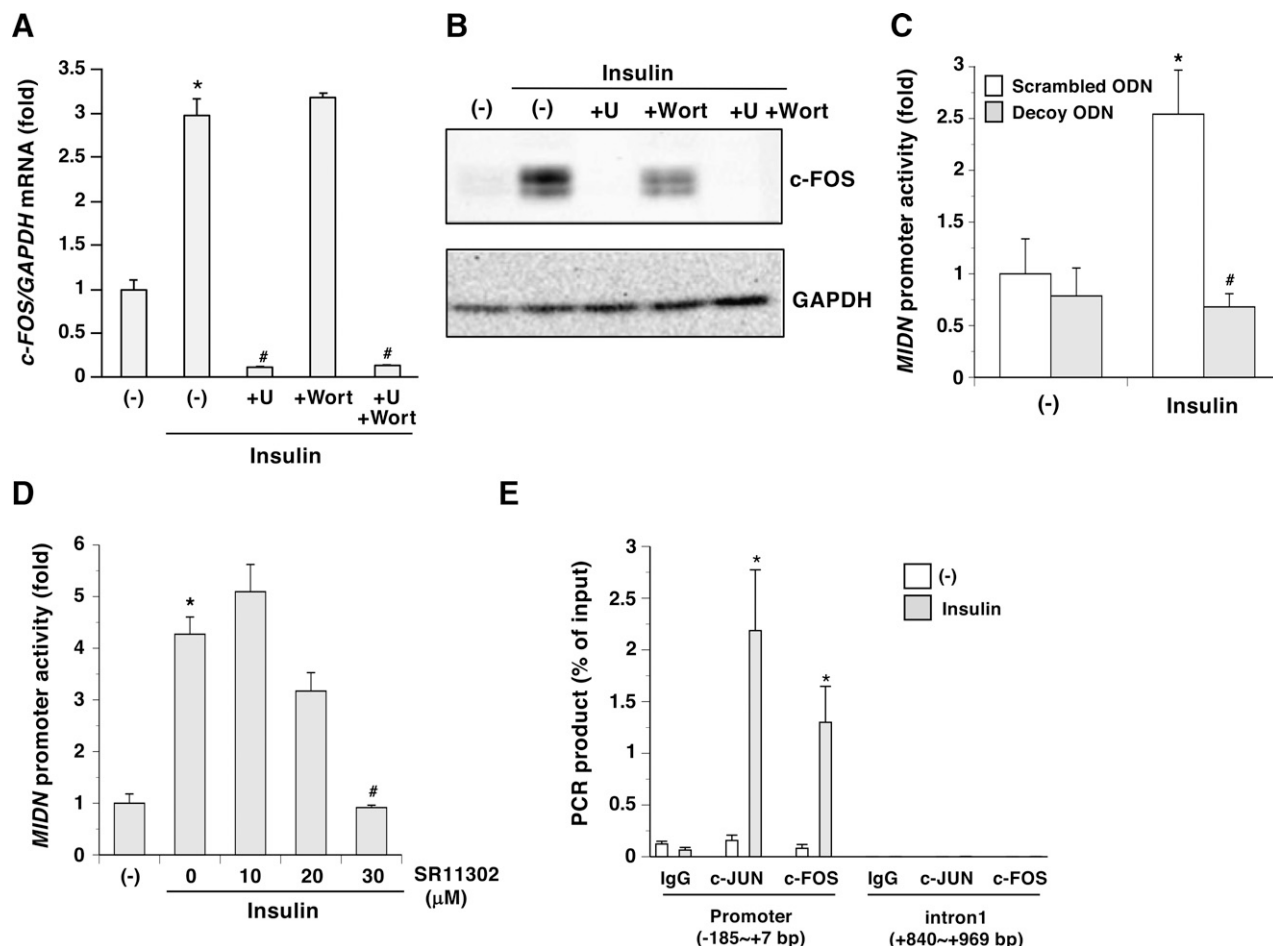 A
c-FOS/GAPDH mRNA (fold)
3.5
3
2.5
2
1.5
1
0.5
0
*
#
#
(-) (-) +U +Wort +U
+Wort
Insulin
B
Insulin
(-) (-) +U +Wort +U +Wort
c-FOS
GAPDH
C
MIDN promoter activity (fold)
3
2.5
2
1.5
1
0.5
0
Scrambled ODN
Decoy ODN
*
#
(-) Insulin
D
MIDN promoter activity (fold)
6
5
4
3
2
1
0
*
#
(-) 0 10 20 30 SR11302
(μM)
Insulin
E
PCR product (% of input)
3
2.5
2
1.5
1
0.5
0
*
*
(-)
Insulin
IgG c-JUN c-FOS IgG c-JUN c-FOS
Promoter intron1
(-185~+7 bp) (+840~+969 bp)